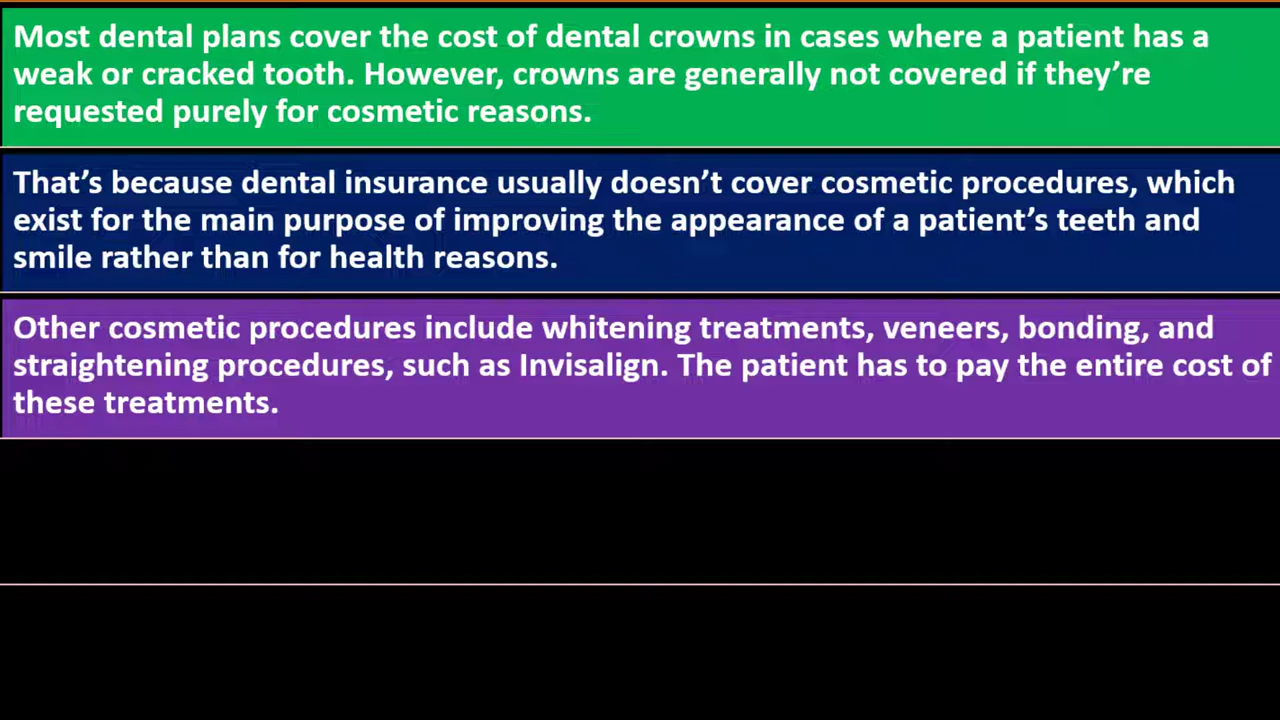 Most dental plans cover the cost of dental crowns in cases where a patient has a
weak or cracked tooth. However, crowns are generally not covered if they’re
requested purely for cosmetic reasons.
That’s because dental insurance usually doesn’t cover cosmetic procedures, which
exist for the main purpose of improving the appearance of a patient’s teeth and
smile rather than for health reasons.
Other cosmetic procedures include whitening treatments, veneers, bonding, and
straightening procedures, such as Invisalign. The patient has to pay the entire cost of
these treatments.